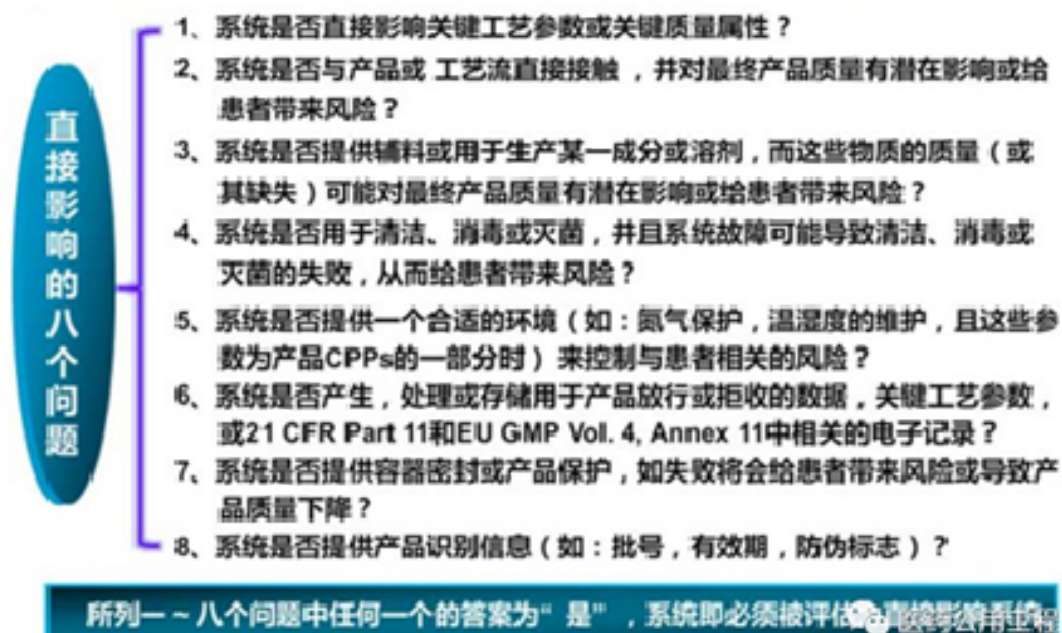 直接影响的八个问题
1、系统是否直接影响关键工艺参数或关键质量属性？
2、系统是否与产品或 工艺流直接接触 ，并对最终产品质量有潜在影响或给
患者带来风险？
3、系统是否提供辅料或用于生产某一成分或溶剂，而这些物质的质量（或
其缺失）可能对最终产品质量有潜在影响或给患者带来风险？
4、系统是否用于清洁、消毒或灭菌，并且系统故障可能导致清洁、消毒或
灭菌的失败，从而给患者带来风险？
5、系统是否提供一个合适的环境（如：氮气保护，温湿度的维护，且这些参
数为产品CPPs的一部分时） 来控制与患者相关的风险？
6、系统是否产生，处理或存储用于产品放行或拒收的数据，关键工艺参数，
或21 CFR Part 11和EU GMP Vol. 4, Annex 11中相关的电子记录？
7、系统是否提供容器密封或产品保护，如失败将会给患者带来风险或导致产
品质量下降？
8、系统是否提供产品识别信息（如：批号，有效期，防伪标志）？
所列一~八个问题中任何一个的答案为“ 是” ，系统即必须被评估 直接影响
公用工程